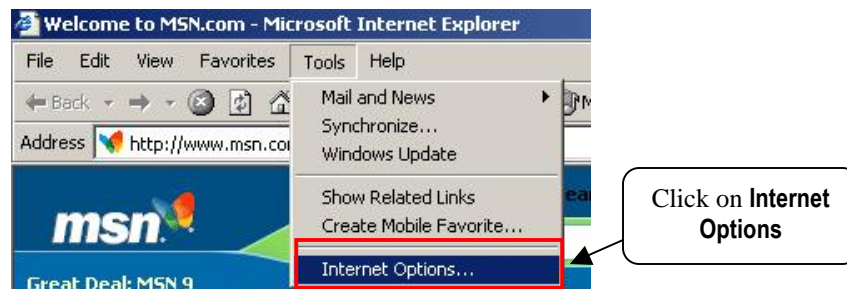 Welcome to MSN.com - Microsoft Internet Explorer
File Edit View Favorites Tools Help
Back
Mail and News
Address http://www.msn.co
Synchronize...
Windows Update
Show Related Links
Create Mobile Favorite...
Internet Options...
msn
Great Deal: MSN 9
Click on Internet
Options